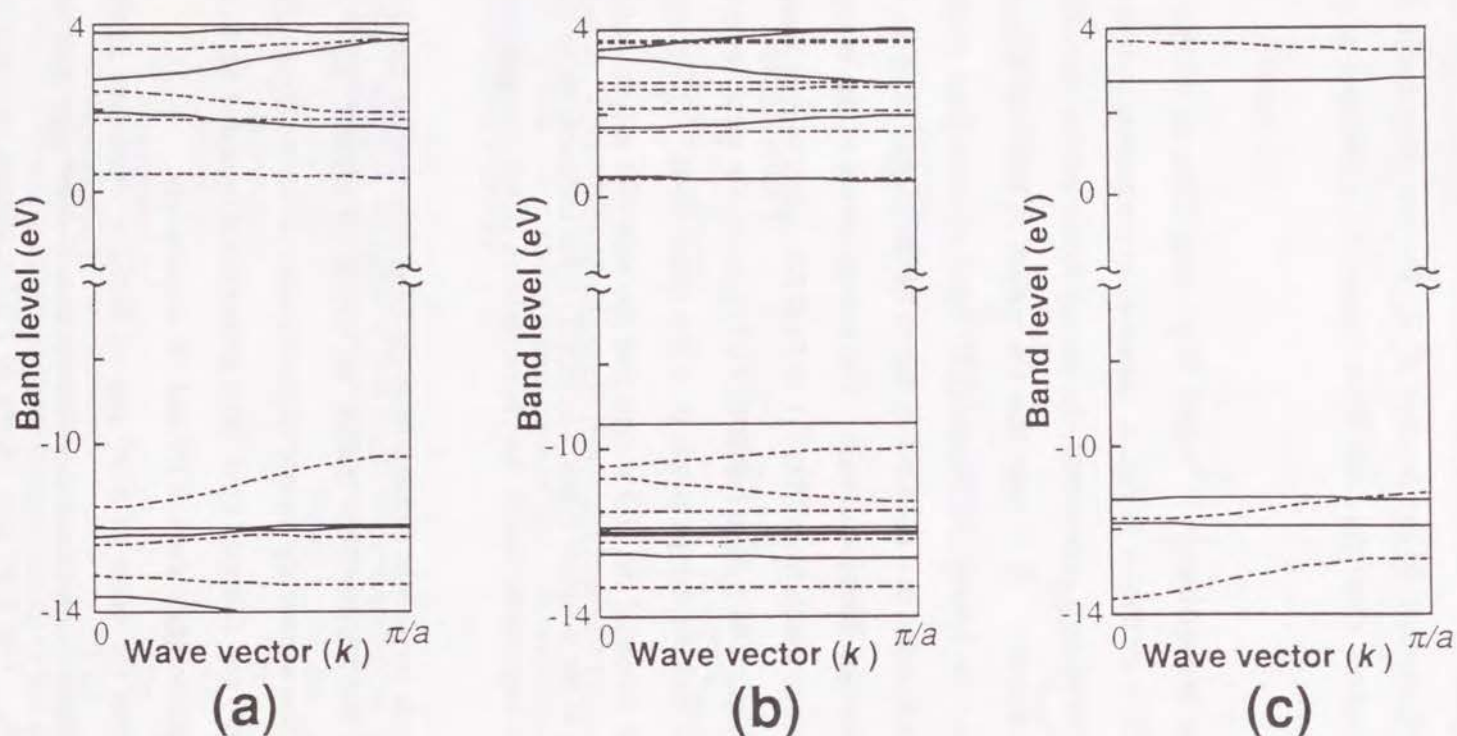 4
0
-10
-14
Band level (eV)
0
π/a
Wave vector (k)
(a)
4
0
-10
-14
Band level (eV)
0
π/a
Wave vector (k)
(b)
4
0
-10
-14
Band level (eV)
0
π/a
Wave vector (k)
(c)